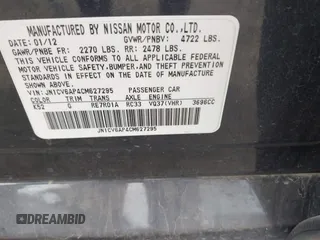 MANUFACTURED BY NISSAN MOTOR CO.,LTD.
DATE: 01/12 GVWR/PNBV: 4722 LBS.
GAWR/PNBE FR: 2270 LBS. RR: 2478 LBS.
THIS VEHICLE CONFORMS TO ALL APPLICABLE FEDERAL
MOTOR VEHICLE SAFETY, BUMPER, AND THEFT PREVENTION
STANDARDS IN EFFECT ON THE DATE OF MANUFACTURE
SHOWN ABOVE.
VIN:JN1CV6AP4CM627295 PASSENGER CAR
COLOR TRIM TRANS AXLE ENGINE
K52 G RE7R01A RC33 VQ37(VHR) 3696CC
JN1CV6AP4CM627295
DREAMBID